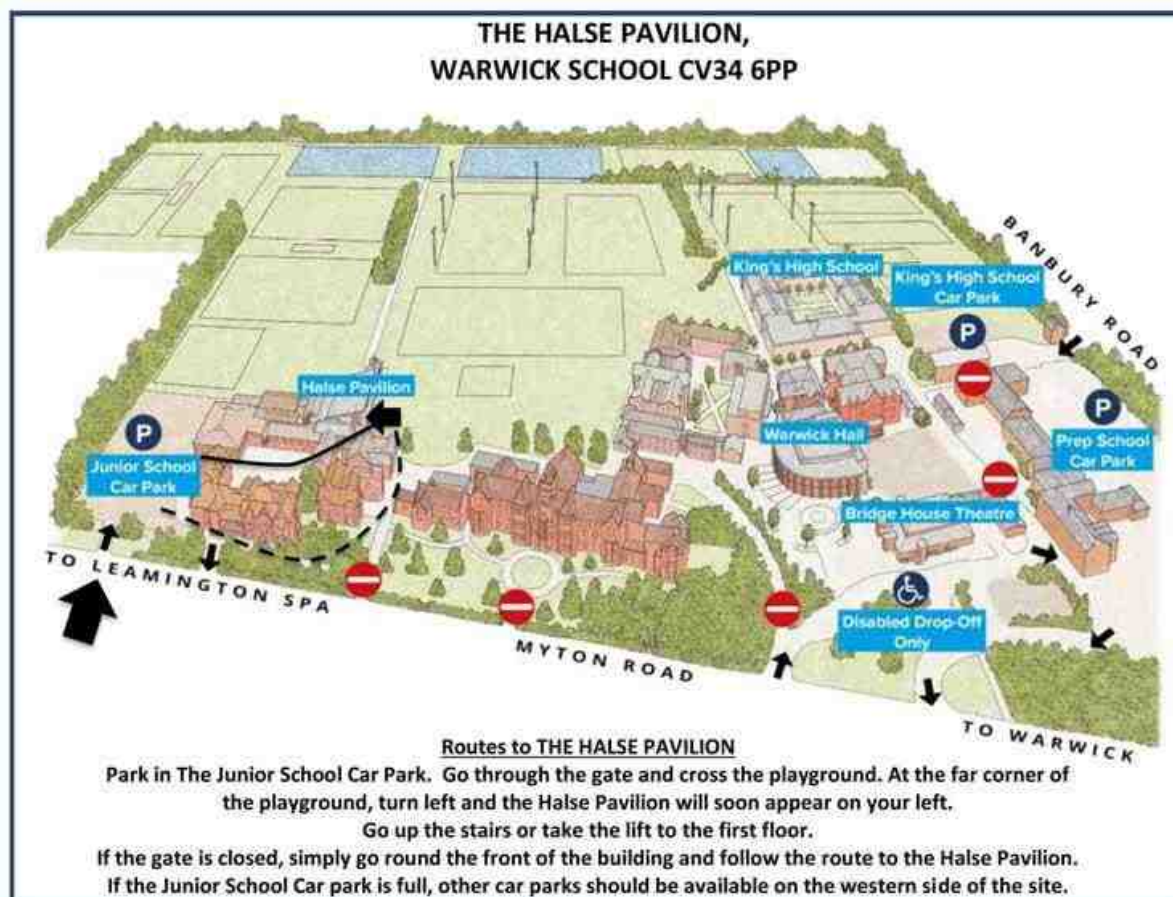 THE HALSE PAVILION,
WARWICK SCHOOL CV34 6PP
BANBURY ROAD
King's High School
King's High School
Car Park
P
Halse Pavilion
P
Junior School
Car Park
Warwick Hall
P
Prep School
Car Park
Bridge House Theatre
Disabled Drop-Off
Only
TO LEAMINGTON SPA
MYTON ROAD
TO WARWICK
Routes to THE HALSE PAVILION
Park in The Junior School Car Park. Go through the gate and cross the playground. At the far corner of
the playground, turn left and the Halse Pavilion will soon appear on your left.
Go up the stairs or take the lift to the first floor.
If the gate is closed, simply go round the front of the building and follow the route to the Halse Pavilion.
If the Junior School Car park is full, other car parks should be available on the western side of the site.